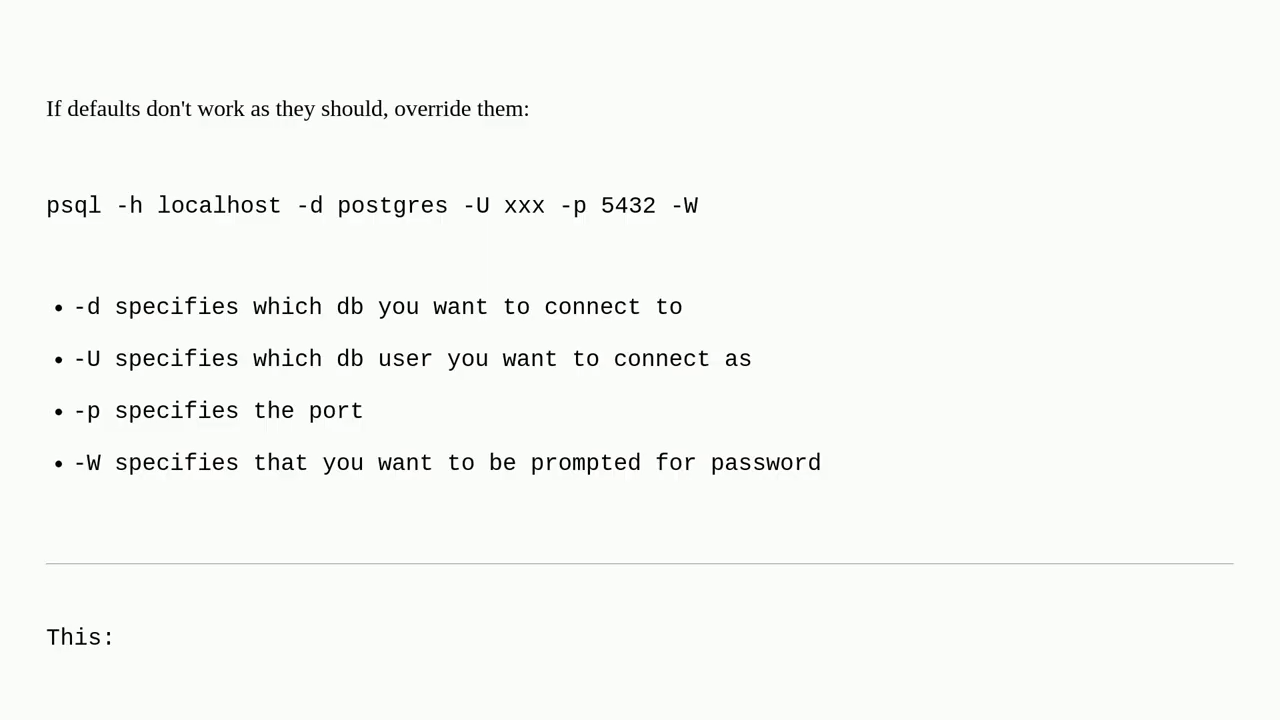 If defaults don't work as they should, override them:
psql -h localhost -d postgres -U xxx -p 5432 -W
• -d specifies which db you want to connect to
• -U specifies which db user you want to connect as
• -p specifies the port
• -W specifies that you want to be prompted for password
This: